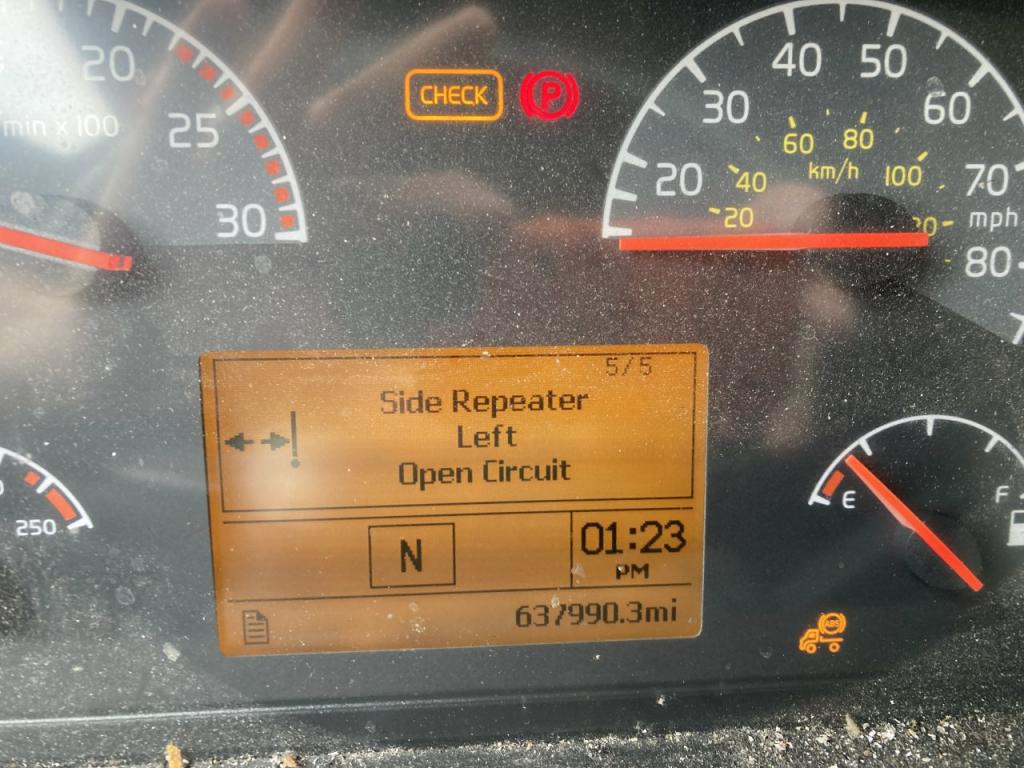 20
25
30
min x 100
CHECK
P
20
30
40
50
60
70
80
mph
20
40
60
80
100
km/h
5/5
Side Repeater
Left
Open Circuit
N
01:23
PM
637990.3mi
250
E
F
ABS